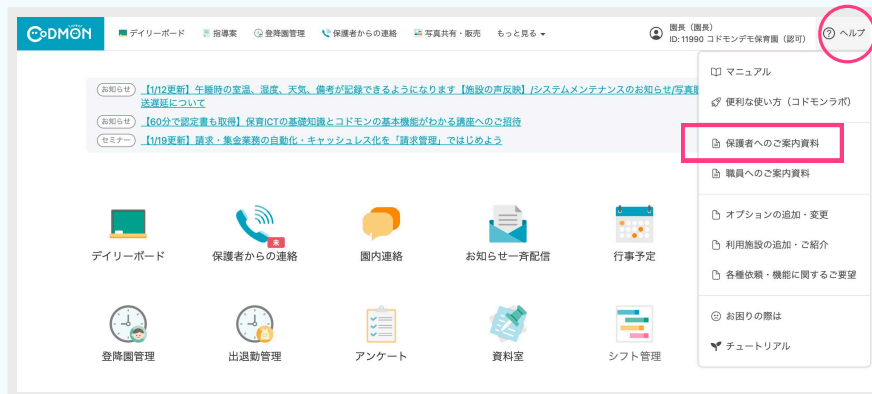 CoDMON
デイリーボード 指導案 登降園管理 保護者からの連絡 写真共有・販売 もっと見る
園長（園長）
ID:11990 コドモンデモ保育園（認可）
ヘルプ
マニュアル
便利な使い方（コドモンラボ）
保護者へのご案内資料
職員へのご案内資料
オプションの追加・変更
利用施設の追加・ご紹介
各種依頼・機能に関するご要望
お困りの際は
チュートリアル
お知らせ 【1/12更新】午睡時の室温、湿度、天気、備考が記録できるようになります【施設の声反映】/システムメンテナンスのお知らせ/写真販
送遅延について
お知らせ 【60分で認定書も取得】保育ICTの基礎知識とコドモンの基本機能がわかる講座へのご招待
セミナー 【1/19更新】請求・集金業務の自動化・キャッシュレス化を「請求管理」ではじめよう
未
デイリーボード 保護者からの連絡 園内連絡 お知らせ一斉配信 行事予定
登降園管理 出退勤管理 アンケート 資料室 シフト管理